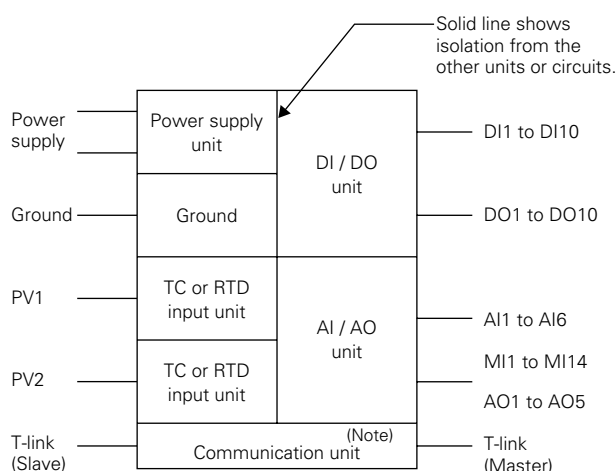 Solid line shows
isolation from the
other units or circuits.
Power
supply
Power supply
unit
DI / DO
unit
DI1 to DI10
Ground
Ground
DO1 to DO10
PV1
TC or RTD
input unit
AI / AO
unit
AI1 to AI6
PV2
TC or RTD
input unit
MI1 to MI14
AO1 to AO5
T-link
(Slave)
Communication unit
(Note)
T-link
(Master)